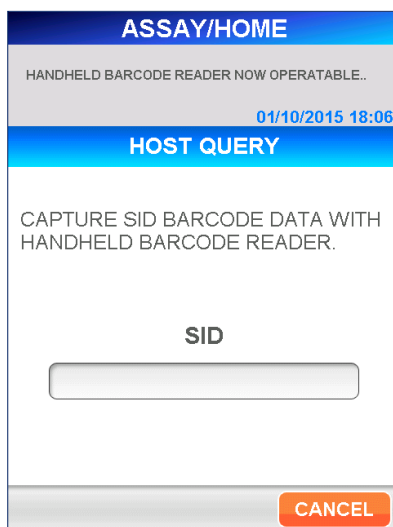 ASSAY/HOME
HANDHELD BARCODE READER NOW OPERATABLE..
01/10/2015 18:06
HOST QUERY
CAPTURE SID BARCODE DATA WITH
HANDHELD BARCODE READER.
SID
CANCEL